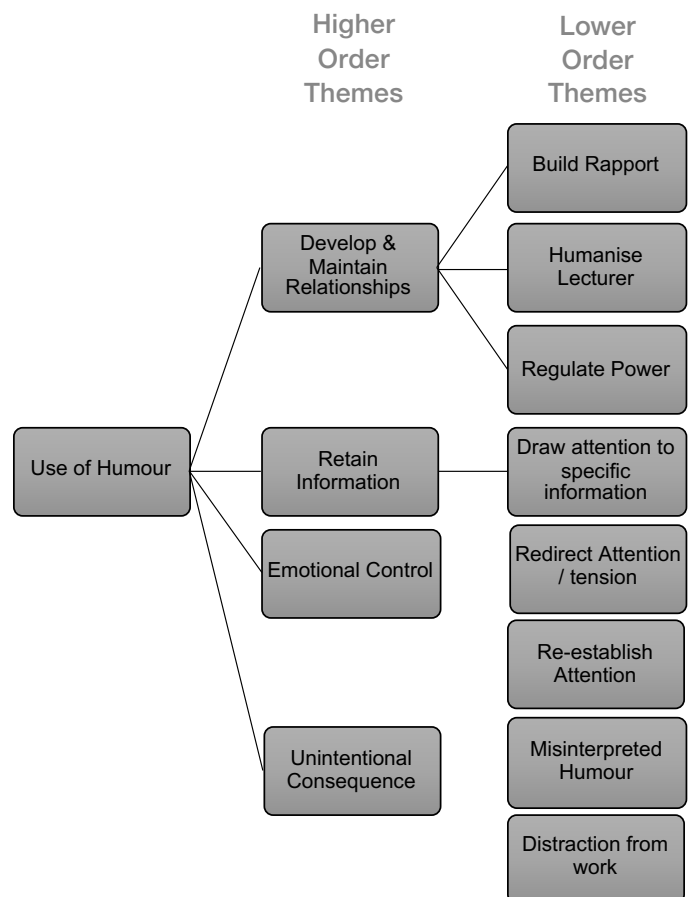 Higher
Order
Themes
Lower
Order
Themes
Build Rapport
Develop &
Maintain
Relationships
Humanise
Lecturer
Regulate Power
Use of Humour
Retain
Information
Draw attention to
specific
information
Emotional Control
Redirect Attention
/ tension
Re-establish
Attention
Unintentional
Consequence
Misinterpreted
Humour
Distraction from
work